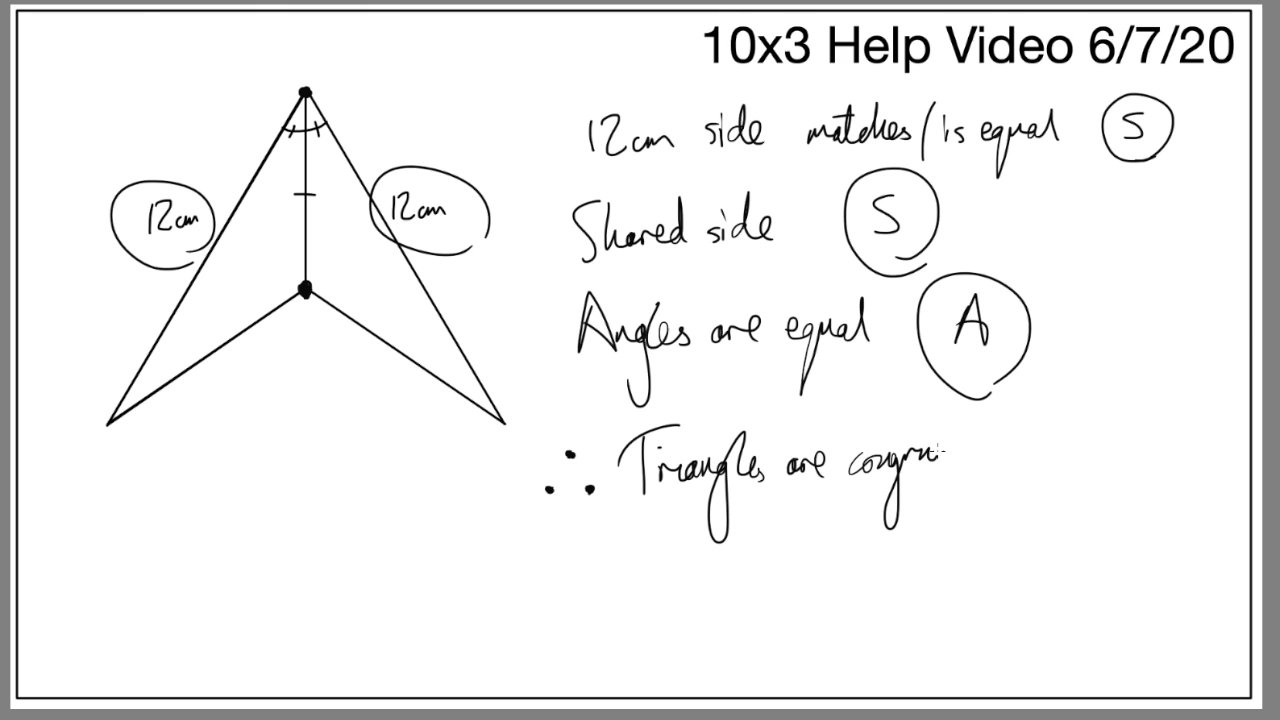 10x3 Help Video 6/7/20
12cm side matches/is equal S
12cm
12cm
Shared side S
Angles are equal A
∴ Triangles are congru